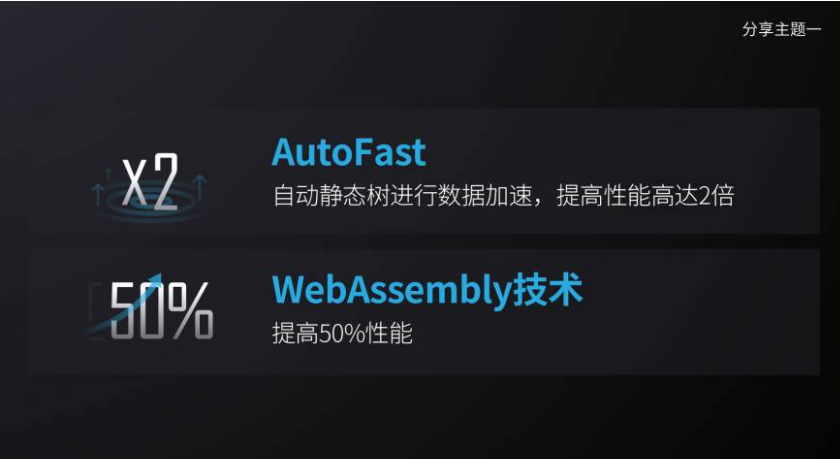 分享主题一
X2
AutoFast
自动静态树进行数据加速，提高性能高达2倍
50%
WebAssembly技术
提高50%性能